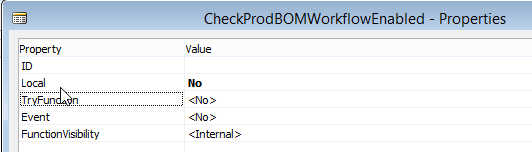 CheckProdBOMWorkflowEnabled - Properties
Property Value
ID
Local No
TryFunction <No>
Event <No>
FunctionVisibility <Internal>